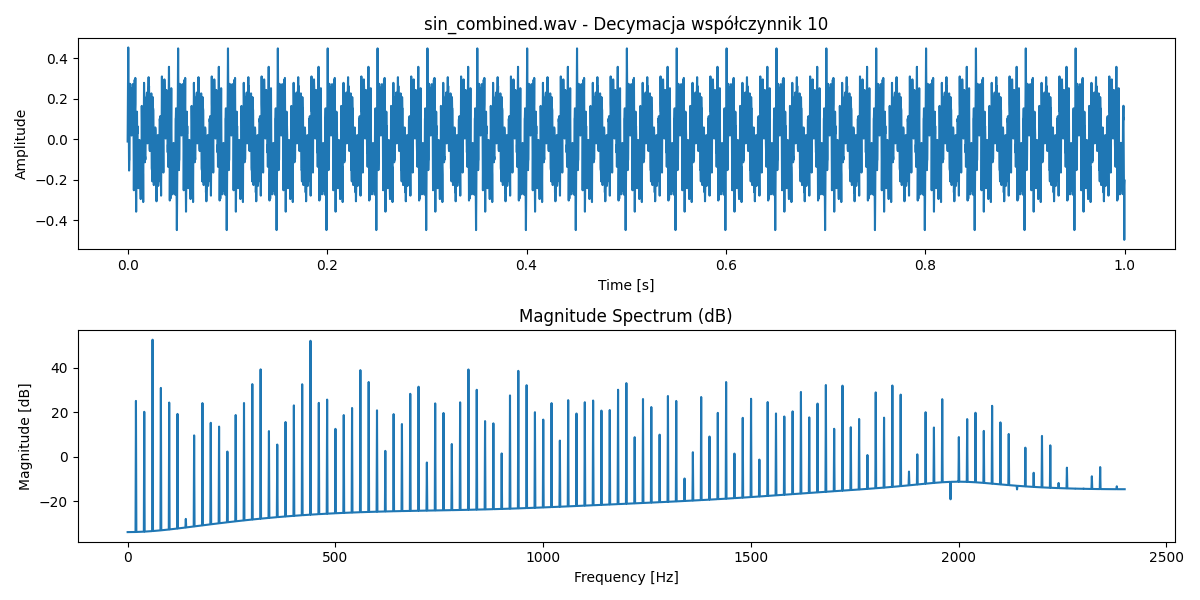 sin_combined.wav - Decymacja współczynnik 10
0.4
0.2
0.0
−0.2
−0.4
Amplitude
0.0 0.2 0.4 0.6 0.8 1.0
Time [s]
Magnitude Spectrum (dB)
40
20
0
−20
Magnitude [dB]
0 500 1000 1500 2000 2500
Frequency [Hz]